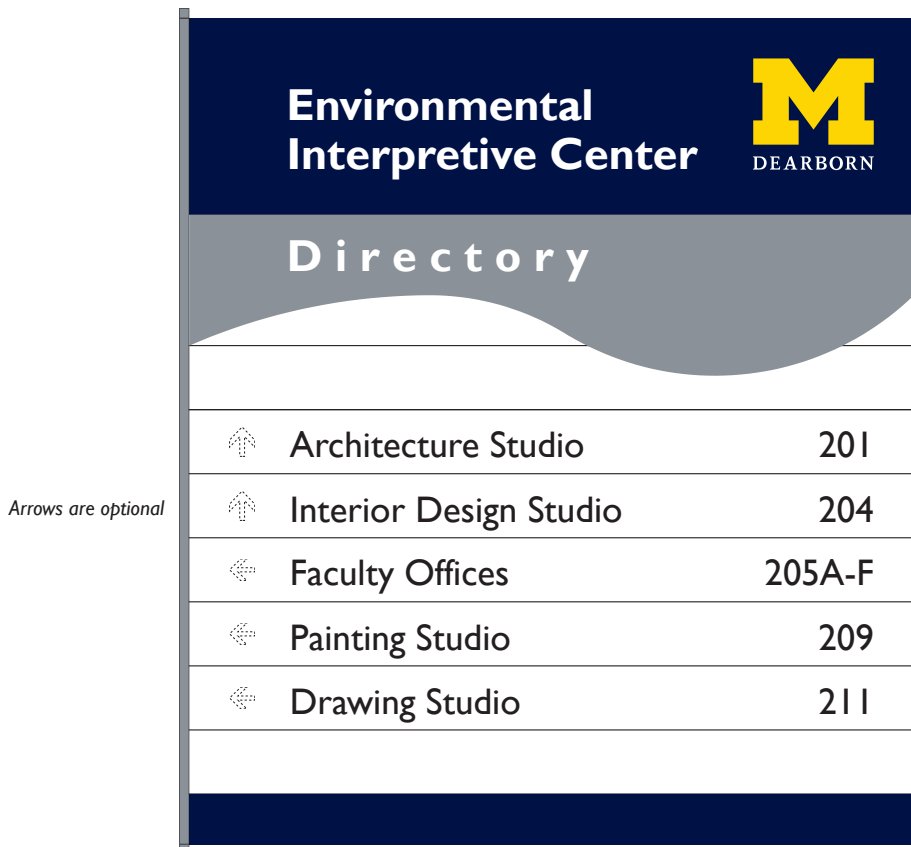 Environmental
Interpretive Center
M
DEARBORN
Directory
Architecture Studio 201
Arrows are optional
Interior Design Studio 204
Faculty Offices 205A-F
Painting Studio 209
Drawing Studio 211